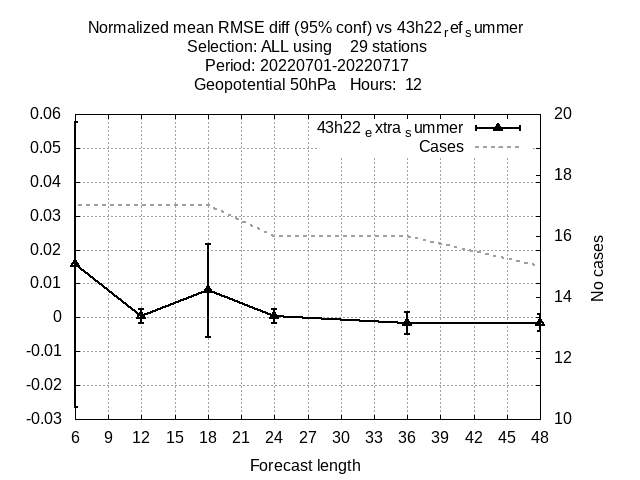 Normalized mean RMSE diff (95% conf) vs 43h22refsummer
Selection: ALL using 29 stations
Period: 20220701-20220717
Geopotential 50hPa Hours: 12
43h22extrasummer
Cases
0.06
0.05
0.04
0.03
0.02
0.01
0
-0.01
-0.02
-0.03
20
18
16
14
12
10
No cases
6 9 12 15 18 21 24 27 30 33 36 39 42 45 48
Forecast length